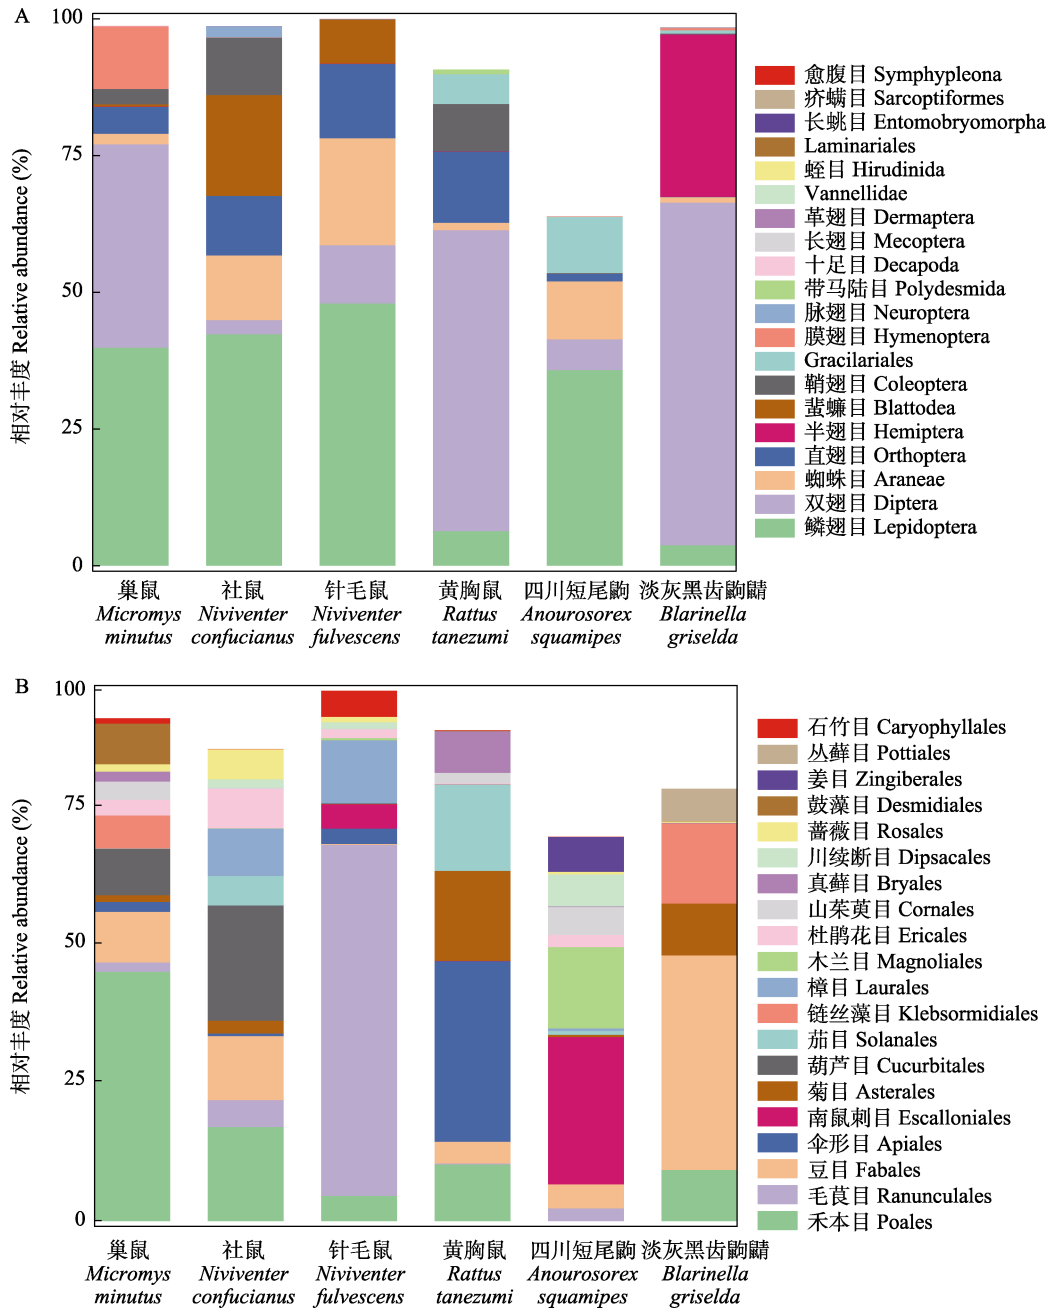 A
相对丰度 Relative abundance (%)
100
75
50
25
0
愈腹目 Symphypleona
疥螨目 Sarcoptiformes
长蛾目 Entomobryomorpha
Laminariales
蛭目 Hirudinida
Vannellidae
革翅目 Dermaptera
长翅目 Mecoptera
十足目 Decapoda
带马陆目 Polydesmida
脉翅目 Neuroptera
膜翅目 Hymenoptera
Gracilariales
鞘翅目 Coleoptera
蜚蠊目 Blattodea
半翅目 Hemiptera
直翅目 Orthoptera
蜘蛛目 Araneae
双翅目 Diptera
鳞翅目 Lepidoptera
巢鼠 社鼠 针毛鼠 黄胸鼠 四川短尾鼩 淡灰黑齿鼩鼱
Micromys Niviventer Niviventer Rattus Anourosorex Blarinella
minutus confucianus fulvescens tanezumi squamipes griselda
B
相对丰度 Relative abundance (%)
100
75
50
25
0
石竹目 Caryophyllales
丛藓目 Pottiales
姜目 Zingiberales
鼓藻目 Desmidiales
蔷薇目 Rosales
川续断目 Dipsacales
真藓目 Bryales
山茱萸目 Cornales
杜鹃花目 Ericales
木兰目 Magnoliales
樟目 Laurales
链丝藻目 Klebsormidiales
茄目 Solanales
葫芦目 Cucurbitales
菊目 Asterales
南鼠刺目 Escalloniales
伞形目 Apiales
豆目 Fabales
毛茛目 Ranunculales
禾本目 Poales
巢鼠 社鼠 针毛鼠 黄胸鼠 四川短尾鼩 淡灰黑齿鼩鼱
Micromys Niviventer Niviventer Rattus Anourosorex Blarinella
minutus confucianus fulvescens tanezumi squamipes griselda